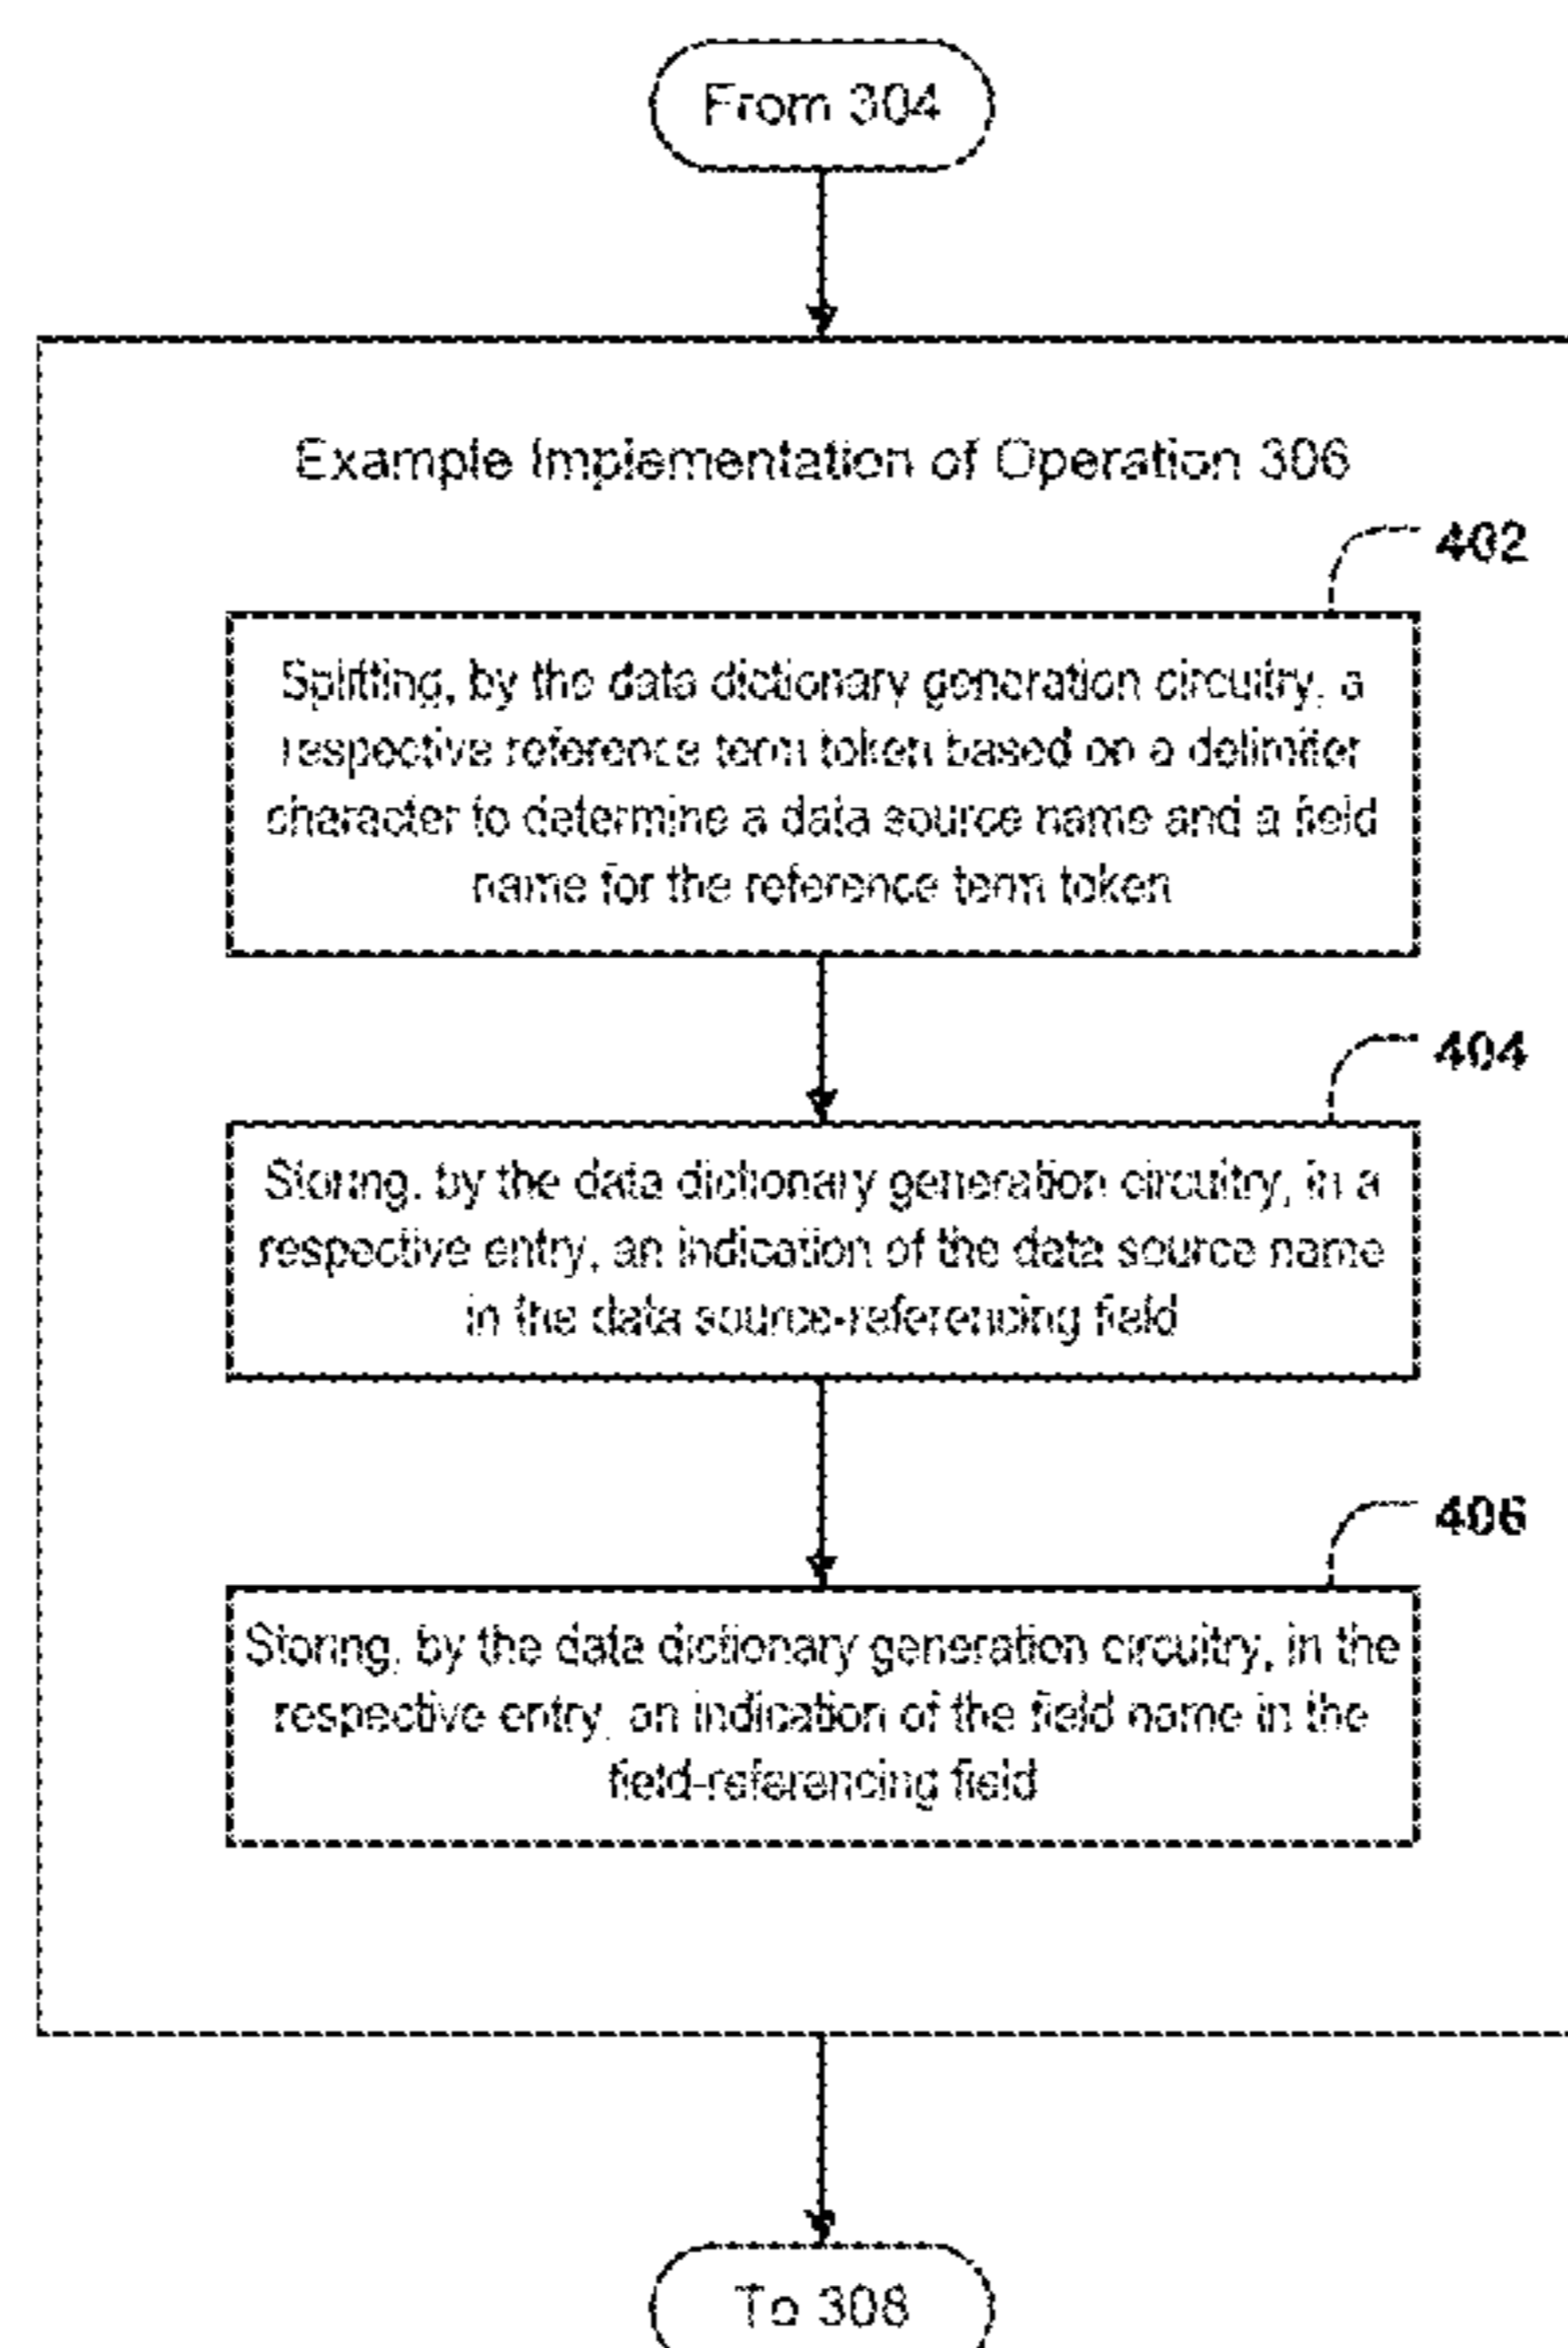 From 304
Example Implementation of Operation 306
402
Splitting, by the data dictionary generation circuitry, a
respective reference term token based on a delimiter
character to determine a data source name and a field
name for the reference term token
404
Storing, by the data dictionary generation circuitry, in a
respective entry, an indication of the data source name
in the data source-referencing field
406
Storing, by the data dictionary generation circuitry, in the
respective entry, an indication of the field name in the
field-referencing field
To 308